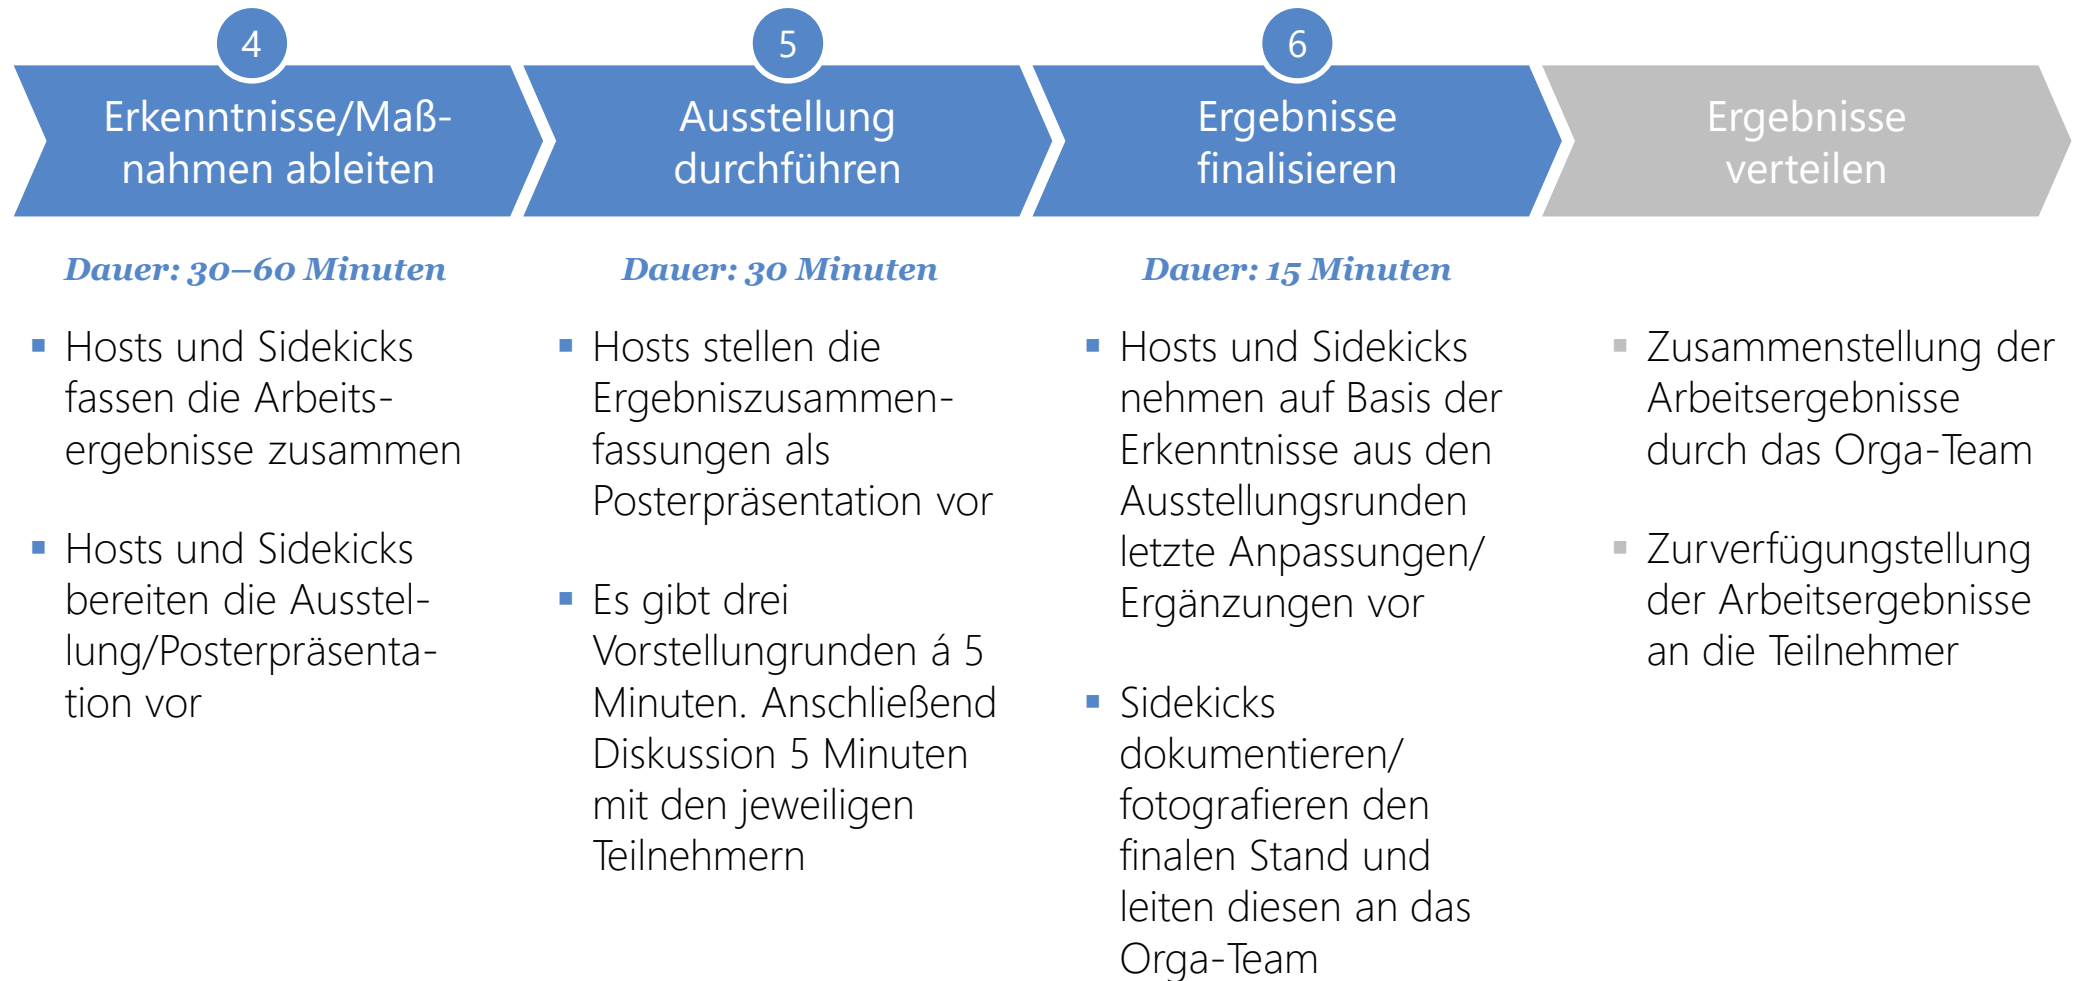 4
Erkenntnisse/Maß-
nahmen ableiten
Dauer: 30–60 Minuten
▪ Hosts und Sidekicks
fassen die Arbeits-
ergebnisse zusammen
▪ Hosts und Sidekicks
bereiten die Ausstel-
lung/Posterpräsenta-
tion vor
5
Ausstellung
durchführen
Dauer: 30 Minuten
▪ Hosts stellen die
Ergebniszusammen-
fassungen als
Posterpräsentation vor
▪ Es gibt drei
Vorstellungrunden á 5
Minuten. Anschließend
Diskussion 5 Minuten
mit den jeweiligen
Teilnehmern
6
Ergebnisse
finalisieren
Dauer: 15 Minuten
▪ Hosts und Sidekicks
nehmen auf Basis der
Erkenntnisse aus den
Ausstellungsrunden
letzte Anpassungen/
Ergänzungen vor
▪ Sidekicks
dokumentieren/
fotografieren den
finalen Stand und
leiten diesen an das
Orga-Team
Ergebnisse
verteilen
▪ Zusammenstellung der
Arbeitsergebnisse
durch das Orga-Team
▪ Zurverfügungstellung
der Arbeitsergebnisse
an die Teilnehmer